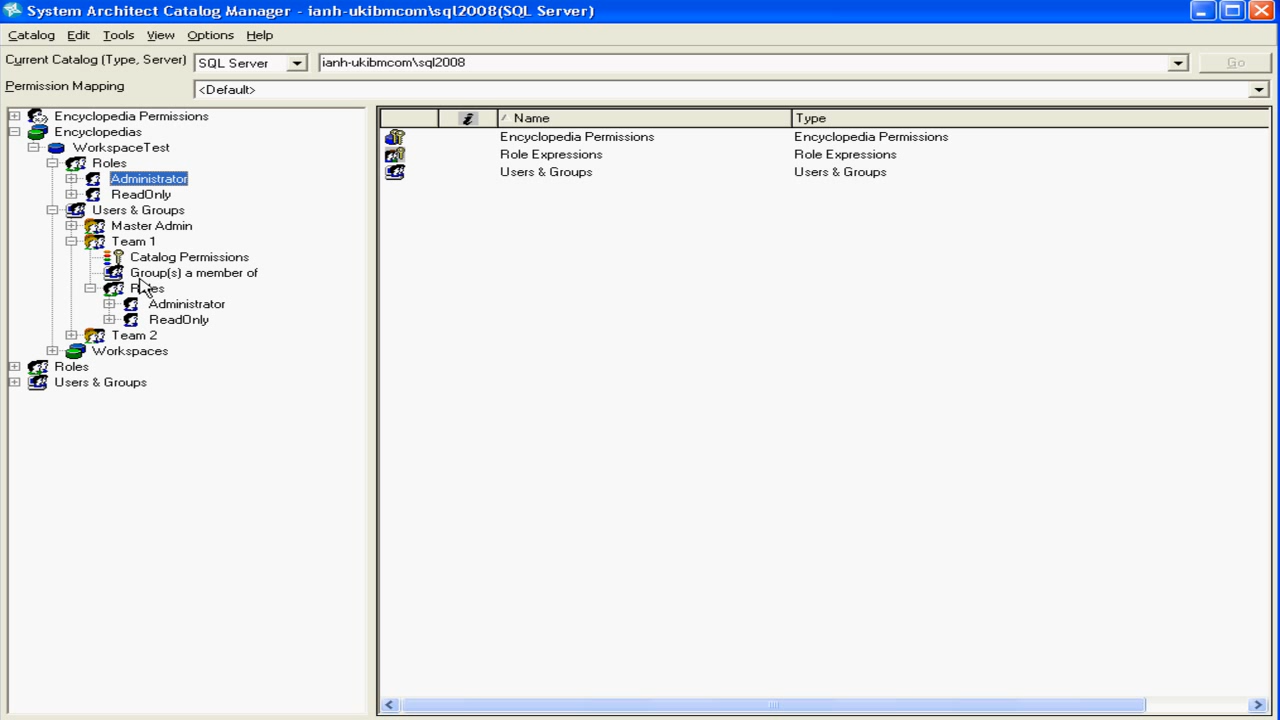 System Architect Catalog Manager - ianh-ukibmcom\sql2008(SQL Server)
Catalog Edit Tools View Options Help
Current Catalog (Type, Server) SQL Server ianh-ukibmcom\sql2008 Go
Permission Mapping <Default>
Encyclopedia Permissions
Encyclopedias
WorkspaceTest
Roles
Administrator
ReadOnly
Users & Groups
Master Admin
Team 1
Catalog Permissions
Group(s) a member of
Roles
Administrator
ReadOnly
Team 2
Workspaces
Roles
Users & Groups
Name Type
Encyclopedia Permissions Encyclopedia Permissions
Role Expressions Role Expressions
Users & Groups Users & Groups